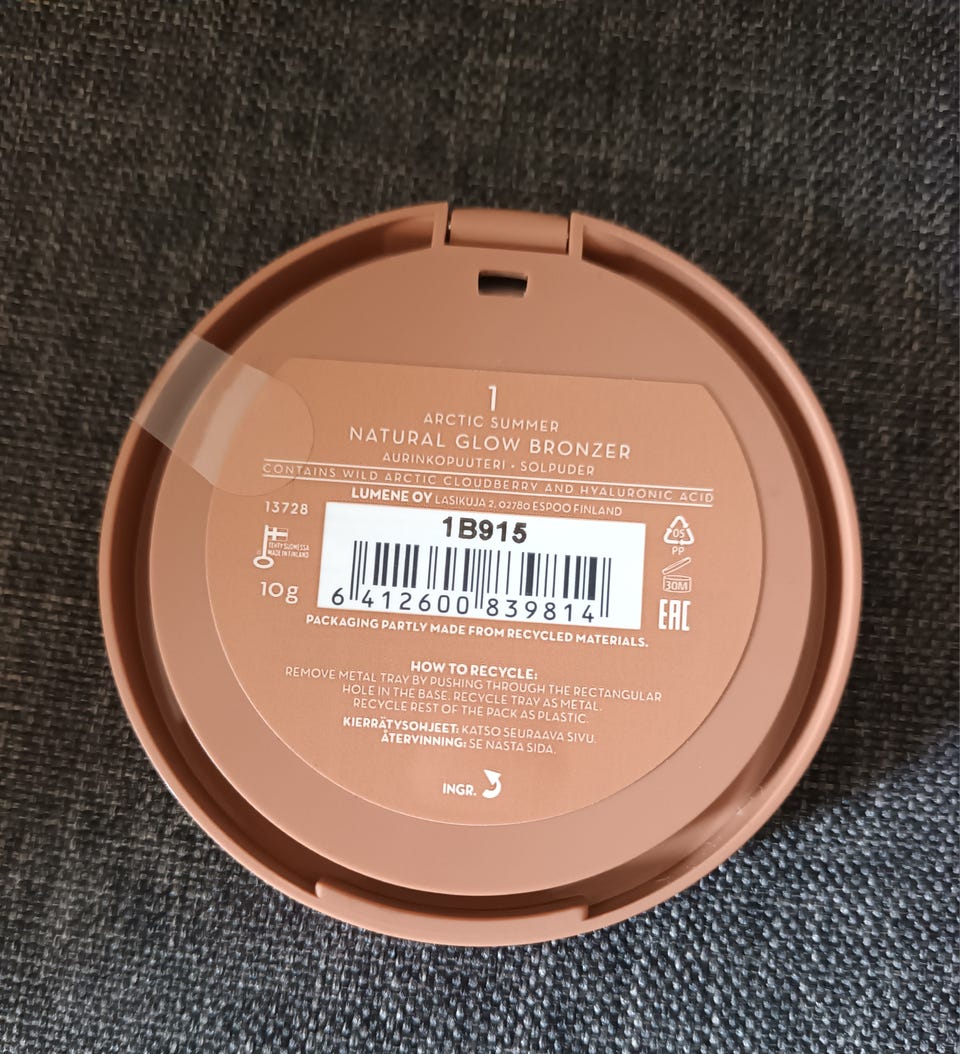 1
ARCTIC SUMMER
NATURAL GLOW BRONZER
AURINKOPUUTERI • SOLPUDER
CONTAINS WILD ARCTIC CLOUDBERRY AND HYALURONIC ACID
LUMENE OY LASIKUJA 2, 02780 ESPOO FINLAND
13728
TEHTY SUOMESSA
MADE IN FINLAND
10g
1B915
6 412600 839814
05
PP
30M
EAC
PACKAGING PARTLY MADE FROM RECYCLED MATERIALS.
HOW TO RECYCLE:
REMOVE METAL TRAY BY PUSHING THROUGH THE RECTANGULAR
HOLE IN THE BASE. RECYCLE TRAY AS METAL.
RECYCLE REST OF THE PACK AS PLASTIC.
KIERRÄTYSOHJEET: KATSO SEURAAVA SIVU.
ÅTERVINNING: SE NASTA SIDA.
INGR.